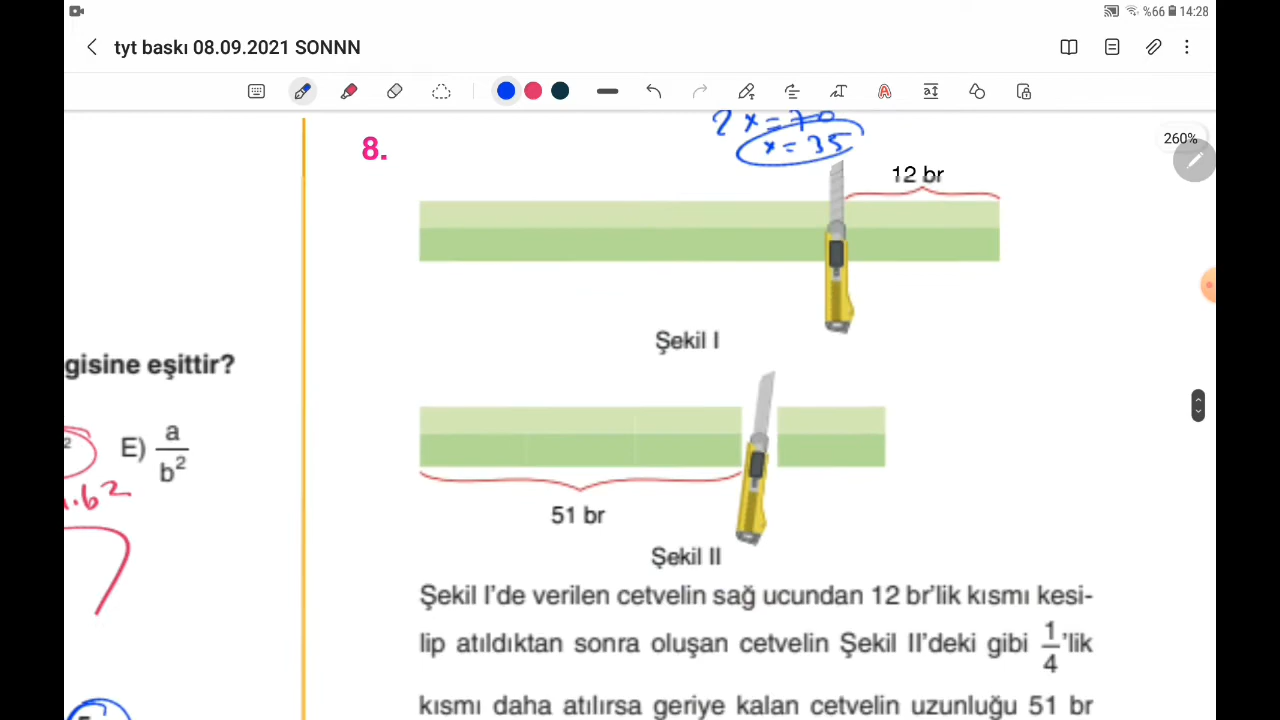 %66 14:28
tyt baskı 08.09.2021 SONNN
260%
2x=70
x=35
8.
12 br
Şekil I
gisine eşittir?
E) a/b²
51 br
Şekil II
Şekil I'de verilen cetvelin sağ ucundan 12 br'lik kısmı kesi-
lip atıldıktan sonra oluşan cetvelin Şekil II'deki gibi 1/4 'lik
kısmı daha atılırsa geriye kalan cetvelin uzunluğu 51 br